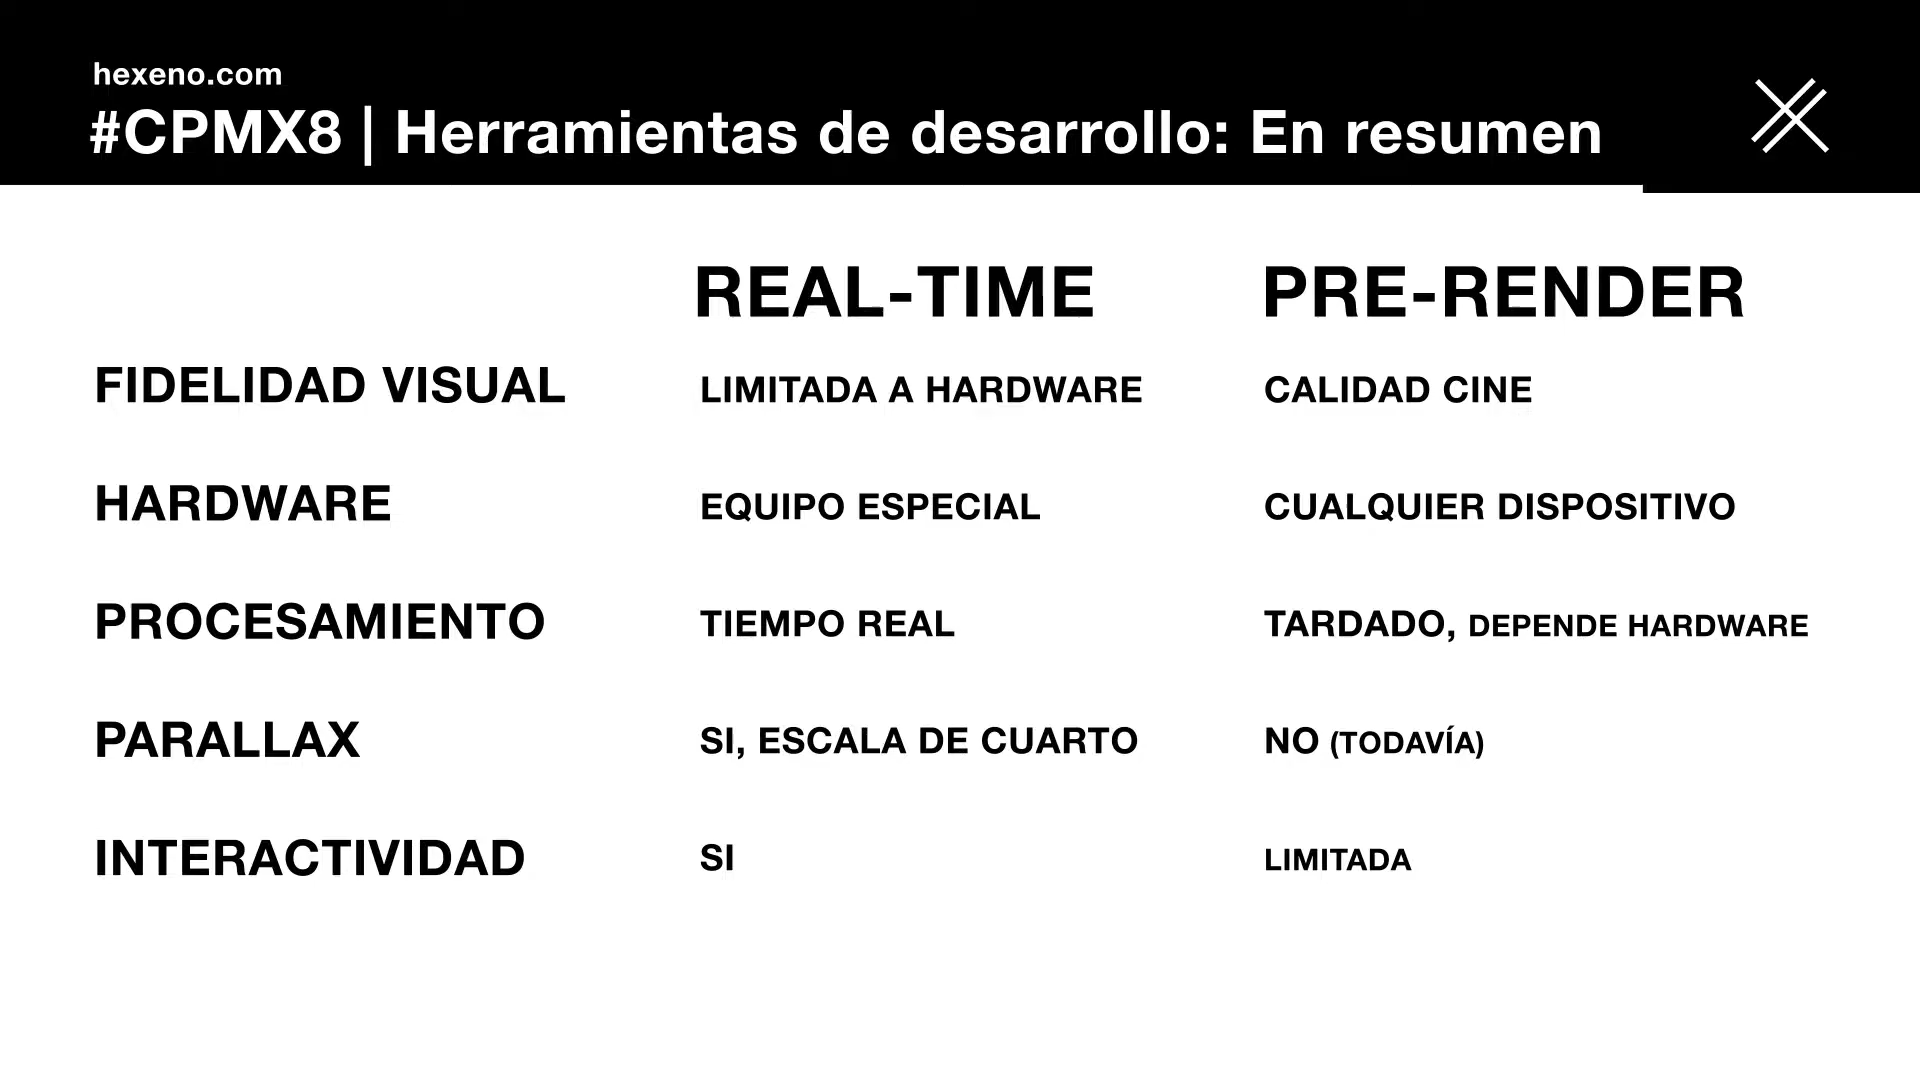 hexeno.com
#CPMX8 | Herramientas de desarrollo: En resumen
REAL-TIME PRE-RENDER
FIDELIDAD VISUAL LIMITADA A HARDWARE CALIDAD CINE
HARDWARE EQUIPO ESPECIAL CUALQUIER DISPOSITIVO
PROCESAMIENTO TIEMPO REAL TARDADO, DEPENDE HARDWARE
PARALLAX SI, ESCALA DE CUARTO NO (TODAVÍA)
INTERACTIVIDAD SI LIMITADA